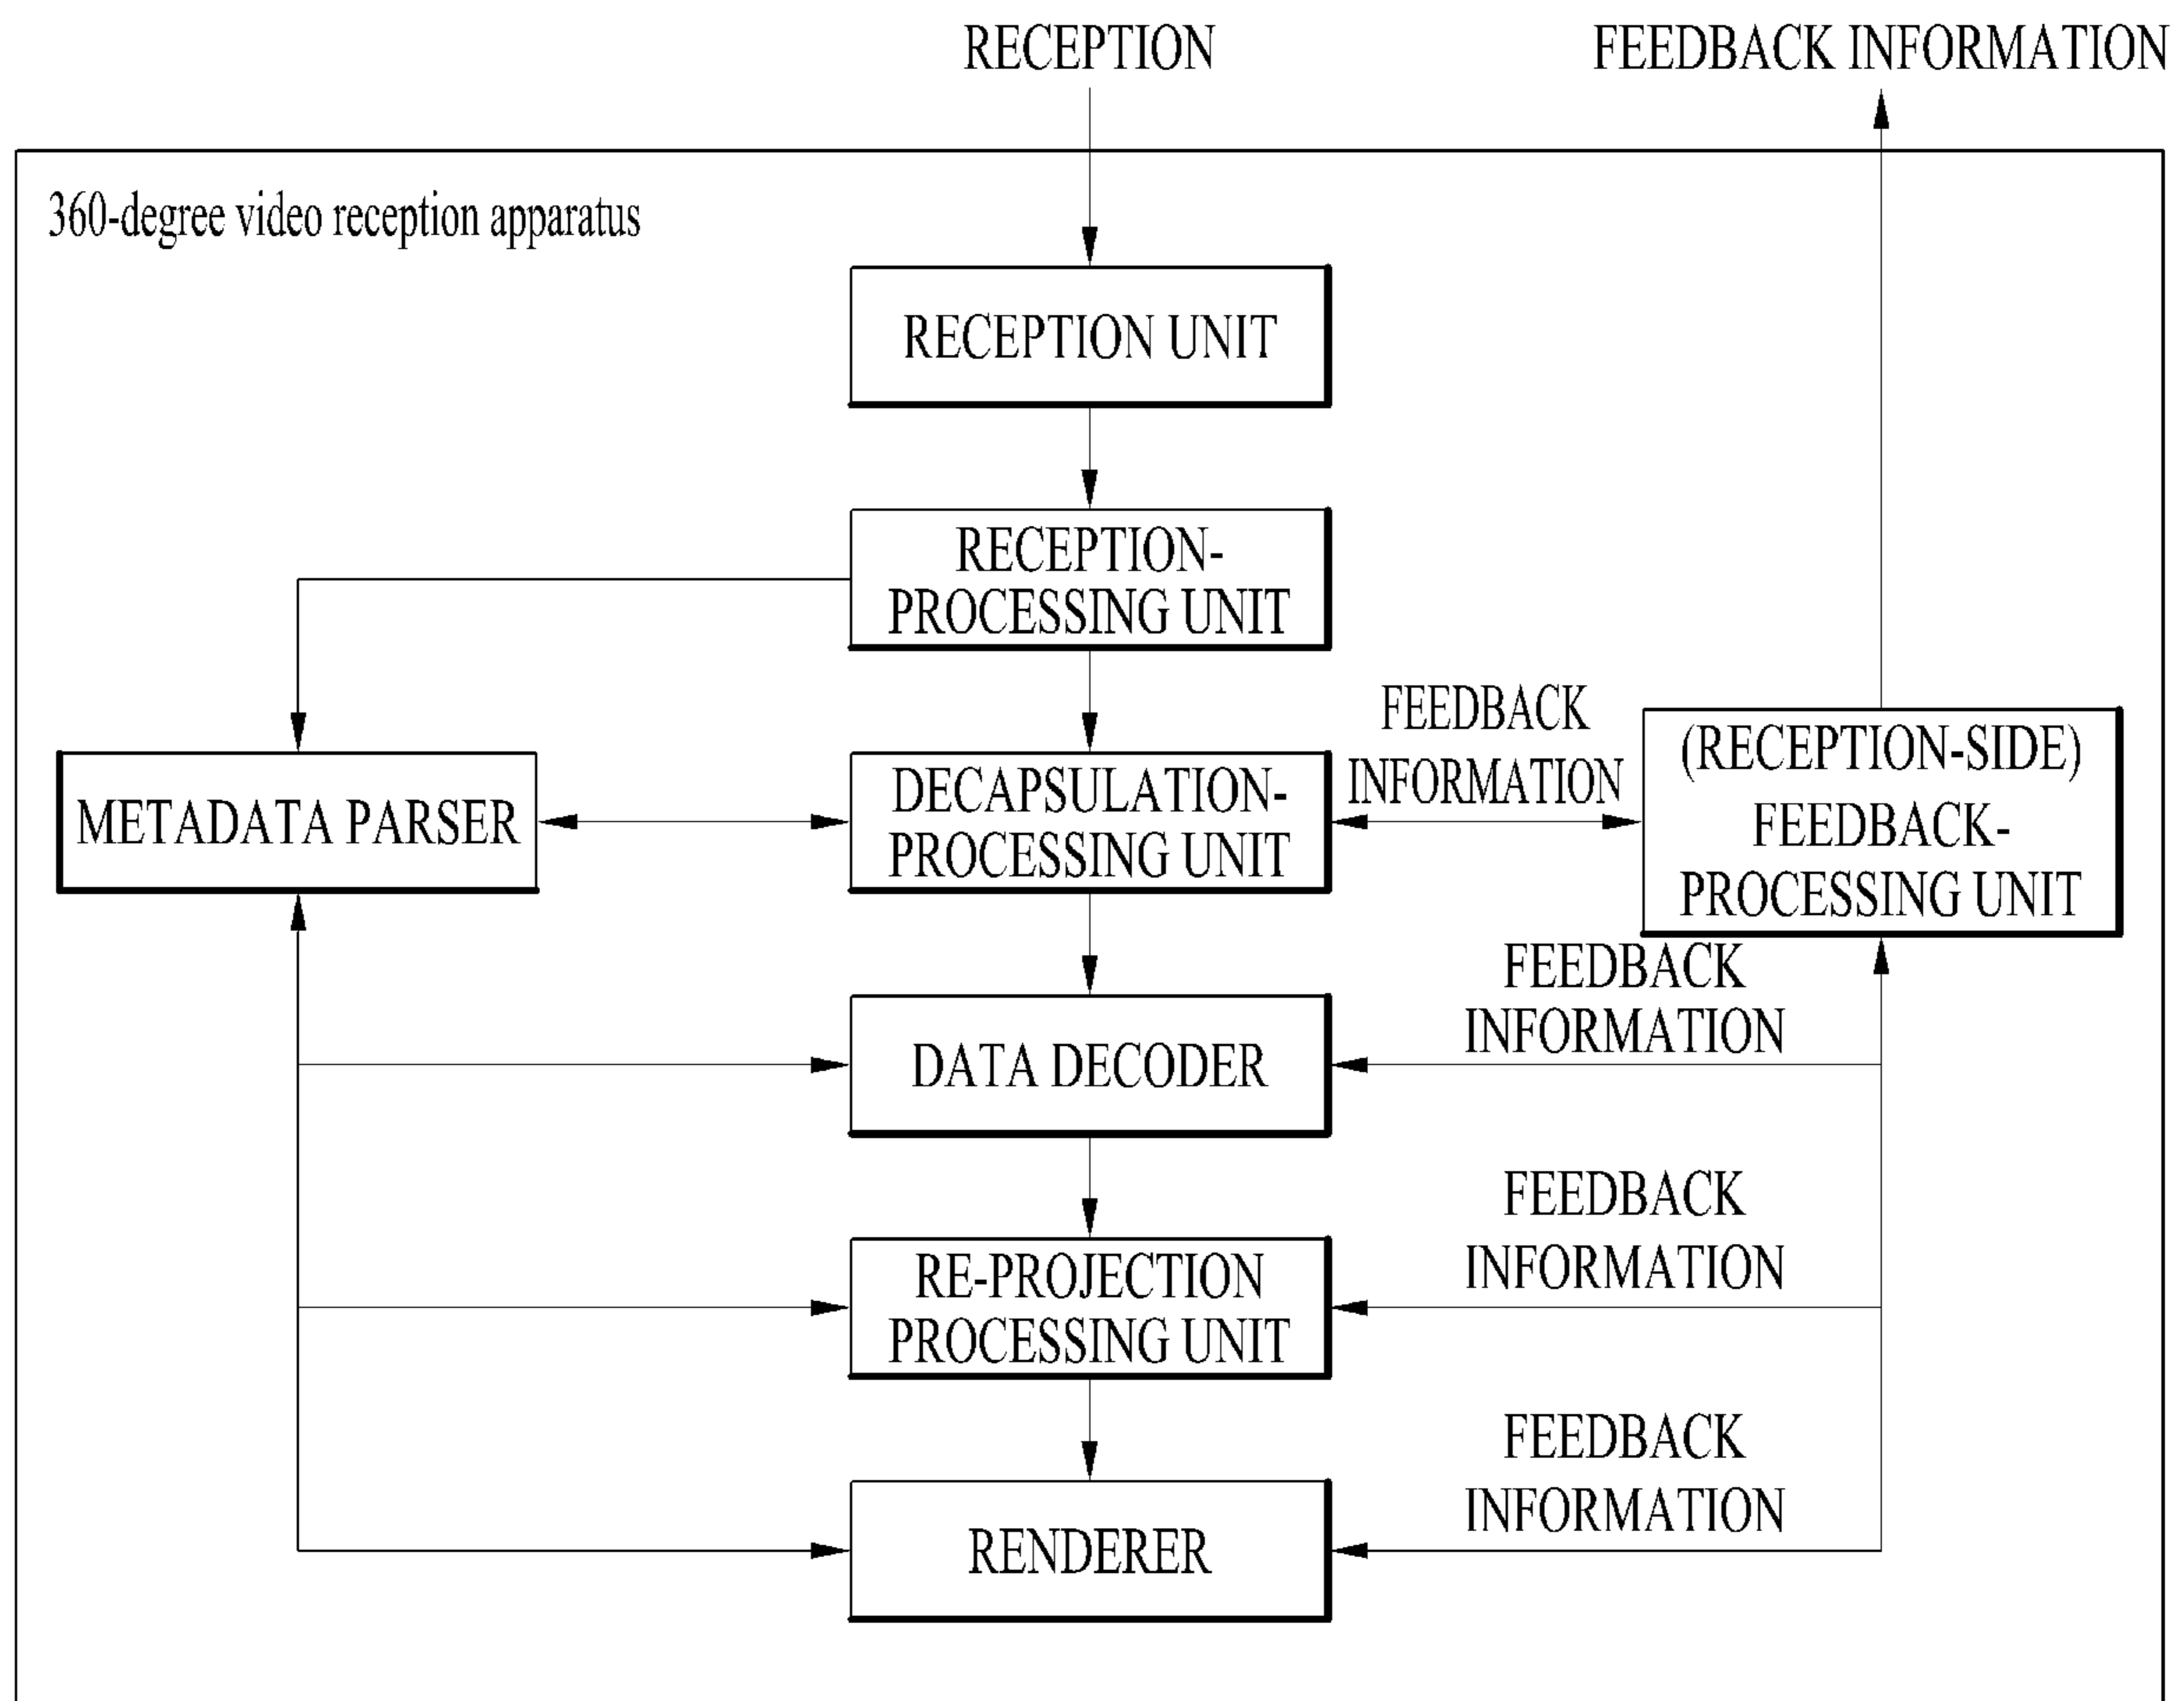 RECEPTION
FEEDBACK INFORMATION
360-degree video reception apparatus
RECEPTION UNIT
RECEPTION-
PROCESSING UNIT
METADATA PARSER
DECAPSULATION-
PROCESSING UNIT
FEEDBACK
INFORMATION
(RECEPTION-SIDE)
FEEDBACK-
PROCESSING UNIT
DATA DECODER
FEEDBACK
INFORMATION
RE-PROJECTION
PROCESSING UNIT
FEEDBACK
INFORMATION
RENDERER
FEEDBACK
INFORMATION